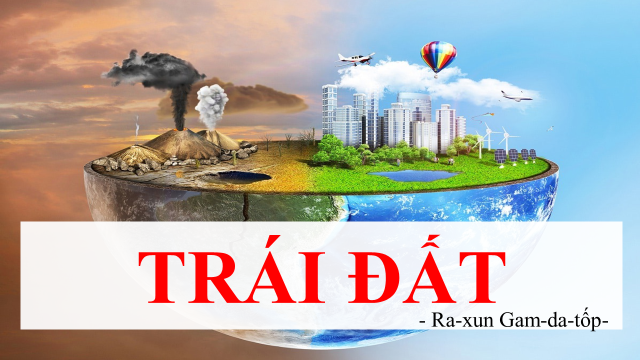 TRÁI ĐẤT
- Ra-xun Gam-da-tốp-